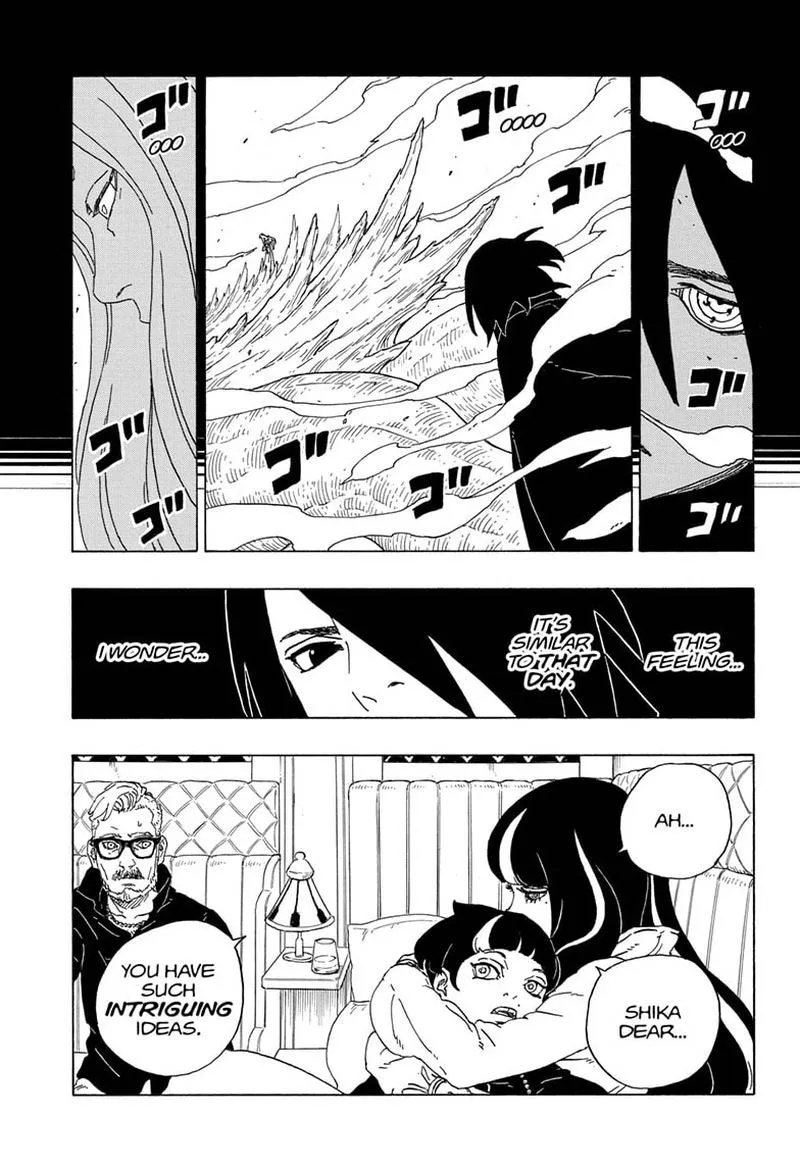 ゴ
OOO
ゴ
ゴ
ゴ
OOOO
ゴ
ゴ
ゴ
ゴ
OOO
ゴ
ゴ
THIS
FEELING...
IT'S
SIMILAR
TO THAT
DAY.
I WONDER...
AH...
SHIKA
DEAR...
YOU HAVE
SUCH
INTRIGUING
IDEAS.